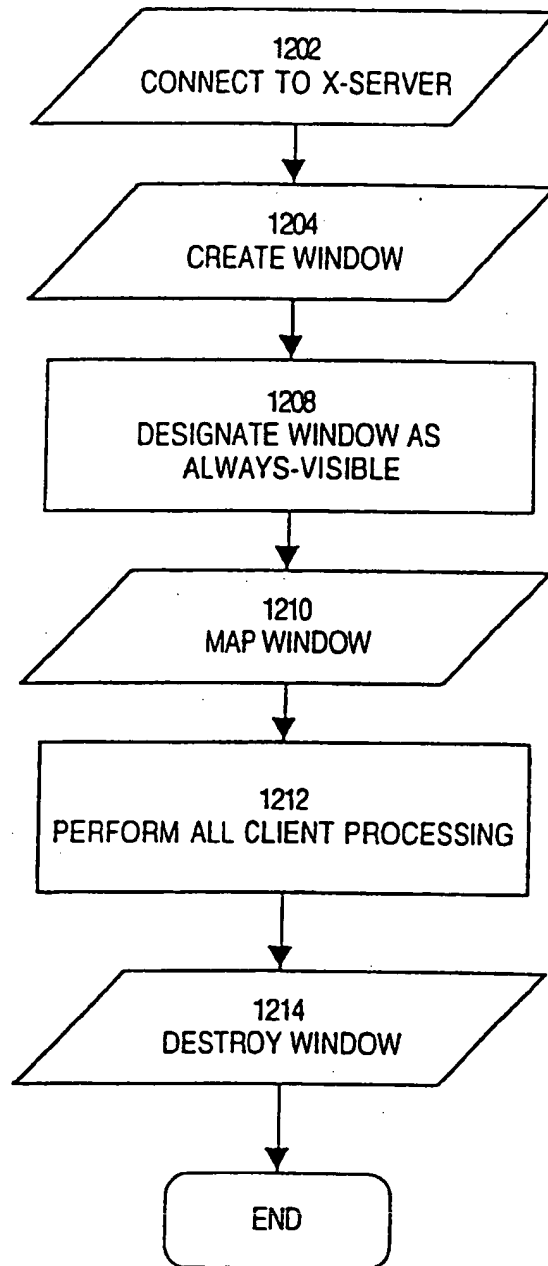 1202
CONNECT TO X-SERVER
1204
CREATE WINDOW
1208
DESIGNATE WINDOW AS
ALWAYS-VISIBLE
1210
MAP WINDOW
1212
PERFORM ALL CLIENT PROCESSING
1214
DESTROY WINDOW
END